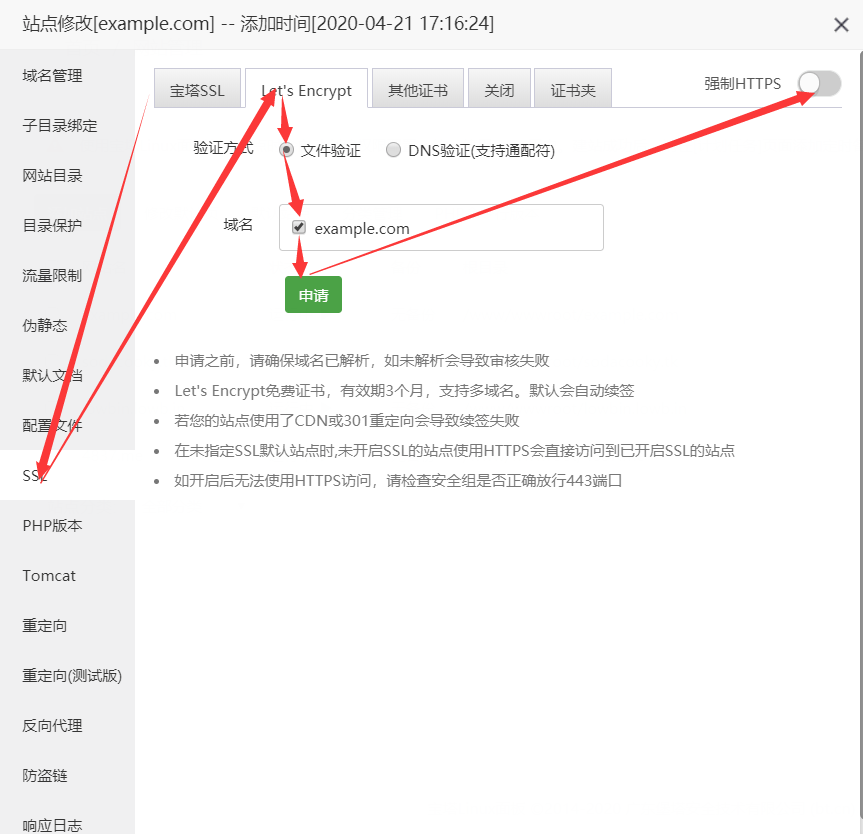 站点修改[example.com] -- 添加时间[2020-04-21 17:16:24]
域名管理
子目录绑定
网站目录
目录保护
流量限制
伪静态
默认文档
配置文件
SSL
PHP版本
Tomcat
重定向
重定向(测试版)
反向代理
防盗链
响应日志
宝塔SSL
Let's Encrypt
其他证书
关闭
证书夹
强制HTTPS
验证方式
文件验证
DNS验证(支持通配符)
域名
example.com
申请
申请之前，请确保域名已解析，如未解析会导致审核失败
Let's Encrypt免费证书，有效期3个月，支持多域名。默认会自动续签
若您的站点使用了CDN或301重定向会导致续签失败
在未指定SSL默认站点时,未开启SSL的站点使用HTTPS会直接访问到已开启SSL的站点
如开启后无法使用HTTPS访问，请检查安全组是否正确放行443端口